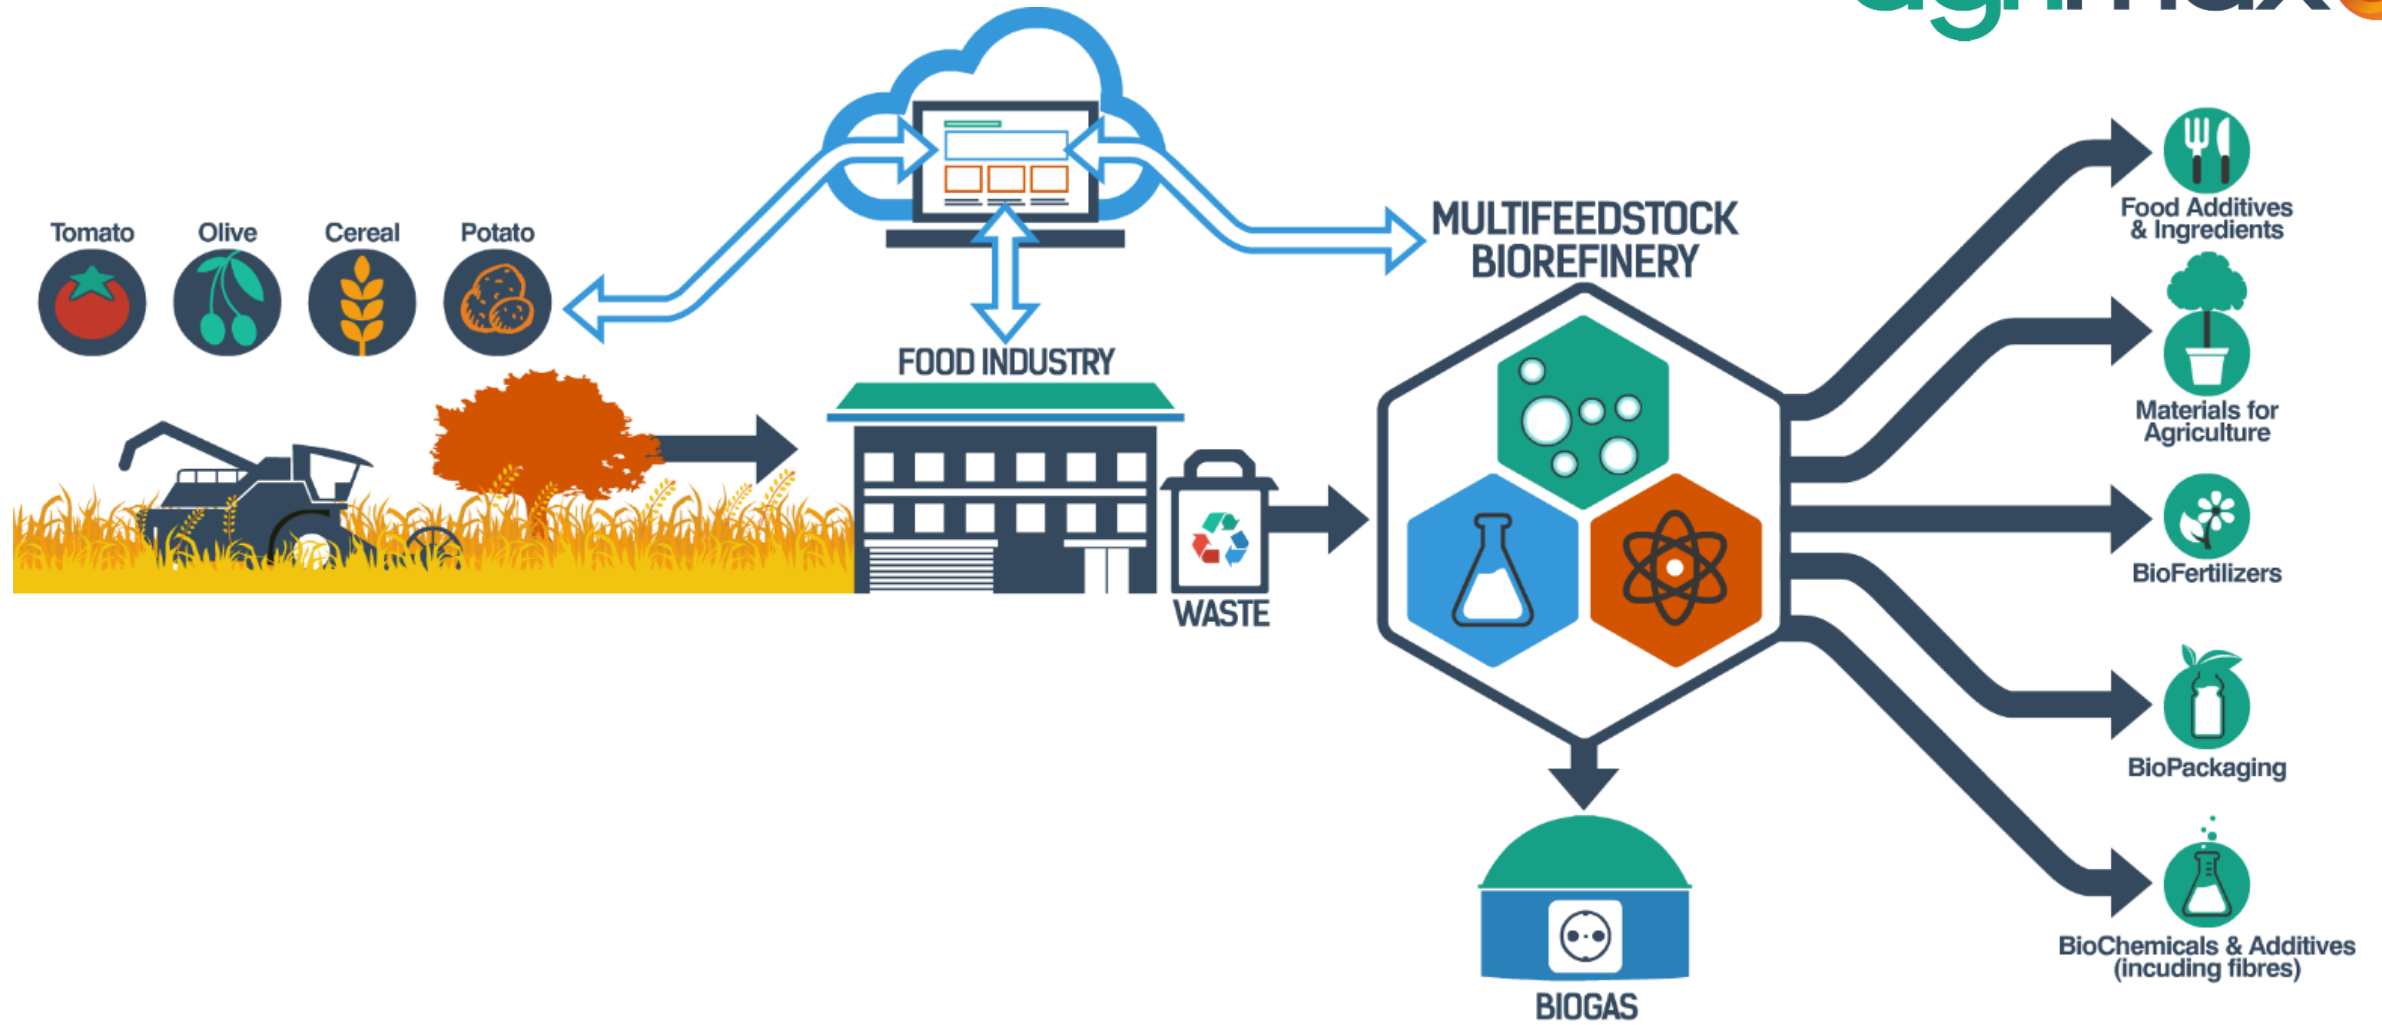 agrimax
Tomato
Olive
Cereal
Potato
MULTIFEEDSTOCK
BIOREFINERY
FOOD INDUSTRY
WASTE
BIOGAS
Food Additives
& Ingredients
Materials for
Agriculture
BioFertilizers
BioPackaging
BioChemicals & Additives
(incuding fibres)